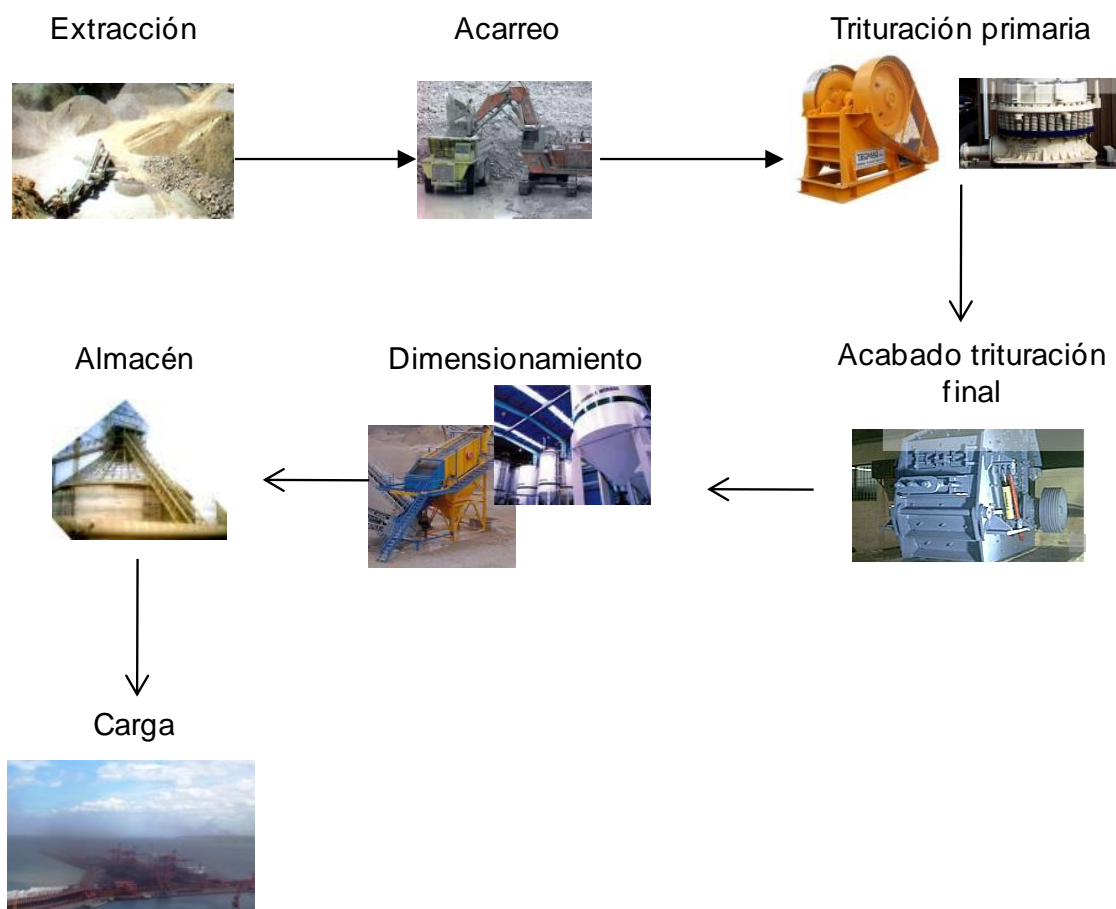 Extracción
Acarreo
Trituración primaria
Almacén
Dimensionamiento
Acabado trituración
final
Carga